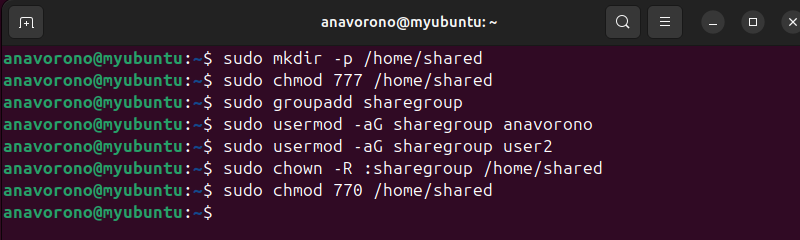 anavorono@myubuntu: ~
anavorono@myubuntu:~$ sudo mkdir -p /home/shared
anavorono@myubuntu:~$ sudo chmod 777 /home/shared
anavorono@myubuntu:~$ sudo groupadd sharegroup
anavorono@myubuntu:~$ sudo usermod -aG sharegroup anavorono
anavorono@myubuntu:~$ sudo usermod -aG sharegroup user2
anavorono@myubuntu:~$ sudo chown -R :sharegroup /home/shared
anavorono@myubuntu:~$ sudo chmod 770 /home/shared
anavorono@myubuntu:~$